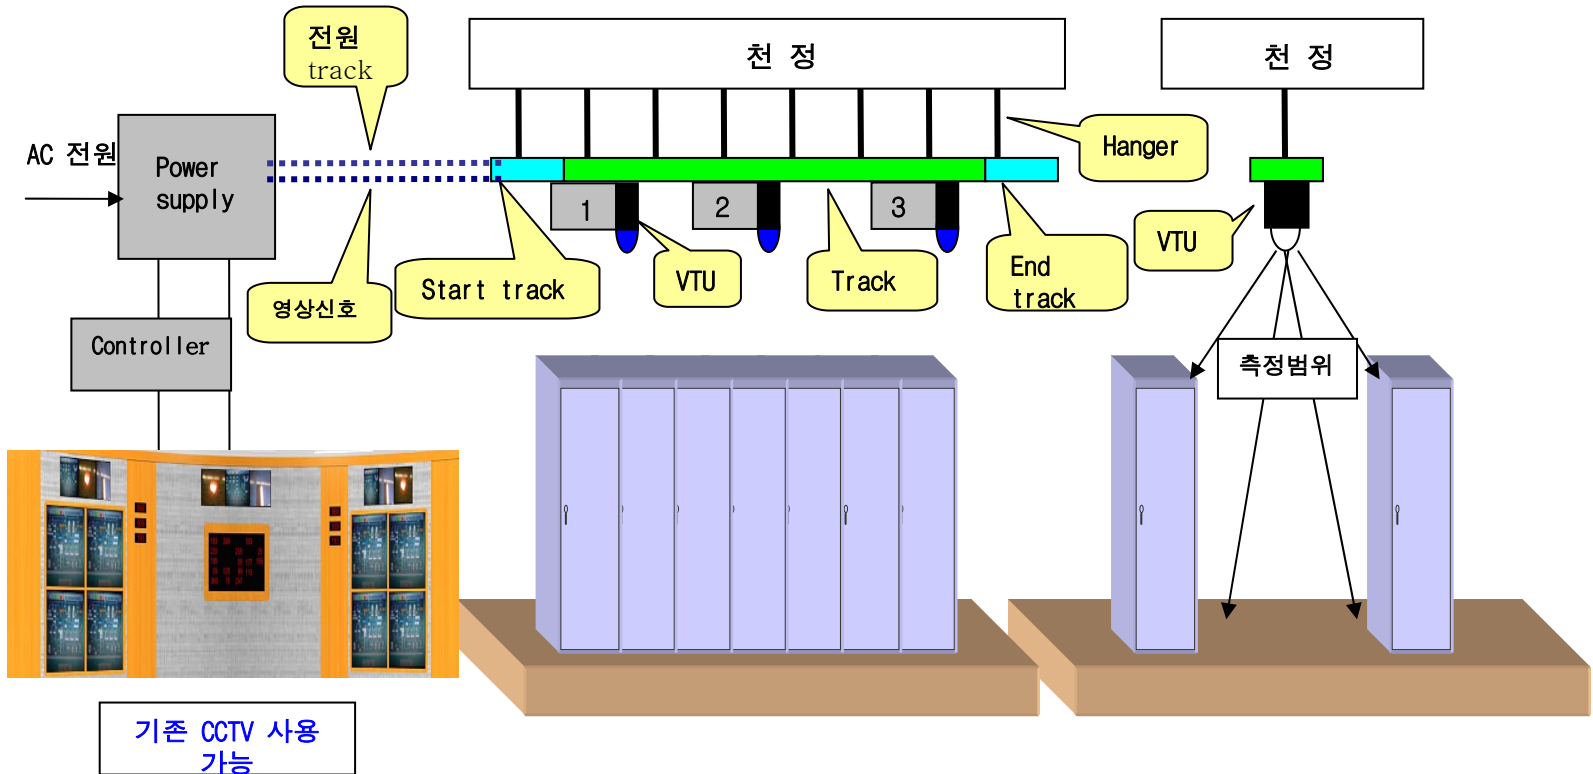 전원
track
천 정
천 정
AC 전원
Power
supply
Hanger
1
2
3
VTU
Start track
VTU
Track
End
track
영상신호
Controller
측정범위
기존 CCTV 사용
가능